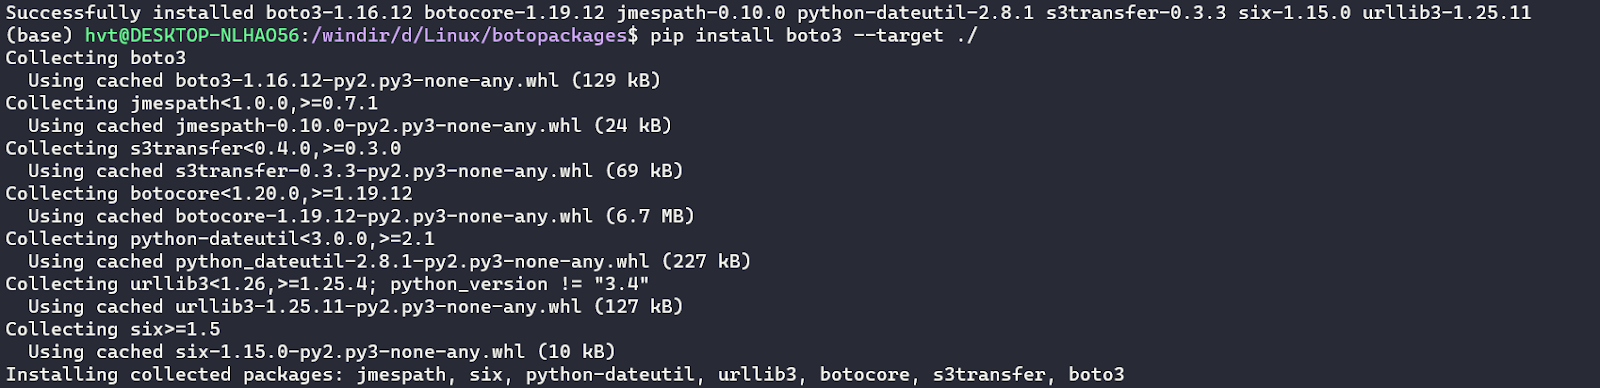 Successfully installed boto3-1.16.12 botocore-1.19.12 jmespath-0.10.0 python-dateutil-2.8.1 s3transfer-0.3.3 six-1.15.0 urllib3-1.25.11
(base) hvt@DESKTOP-NLHAO56:/windir/d/Linux/botopackages$ pip install boto3 --target ./
Collecting boto3
  Using cached boto3-1.16.12-py2.py3-none-any.whl (129 kB)
Collecting jmespath<1.0.0,>=0.7.1
  Using cached jmespath-0.10.0-py2.py3-none-any.whl (24 kB)
Collecting s3transfer<0.4.0,>=0.3.0
  Using cached s3transfer-0.3.3-py2.py3-none-any.whl (69 kB)
Collecting botocore<1.20.0,>=1.19.12
  Using cached botocore-1.19.12-py2.py3-none-any.whl (6.7 MB)
Collecting python-dateutil<3.0.0,>=2.1
  Using cached python_dateutil-2.8.1-py2.py3-none-any.whl (227 kB)
Collecting urllib3<1.26,>=1.25.4; python_version != "3.4"
  Using cached urllib3-1.25.11-py2.py3-none-any.whl (127 kB)
Collecting six>=1.5
  Using cached six-1.15.0-py2.py3-none-any.whl (10 kB)
Installing collected packages: jmespath, six, python-dateutil, urllib3, botocore, s3transfer, boto3